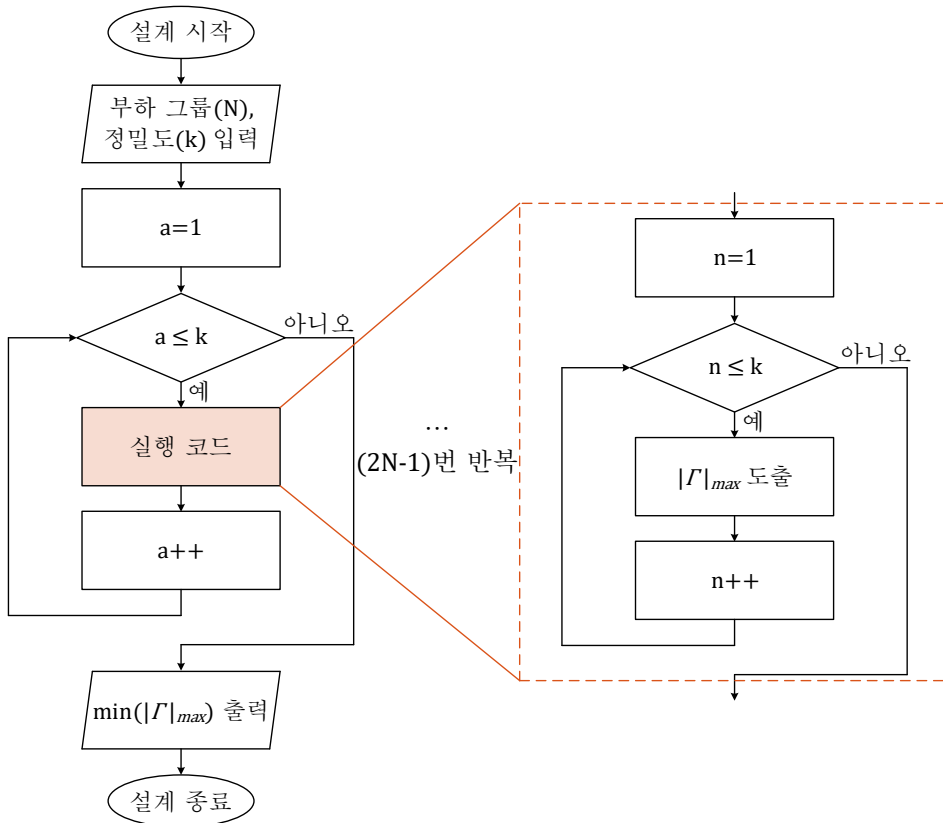 설계 시작
부하 그룹(N),
정밀도(k) 입력
a=1
a ≤ k
아니오
예
실행 코드
a++
min(|Γ|max) 출력
설계 종료
…
(2N-1)번 반복
n=1
n ≤ k
아니오
예
|Γ|max 도출
n++